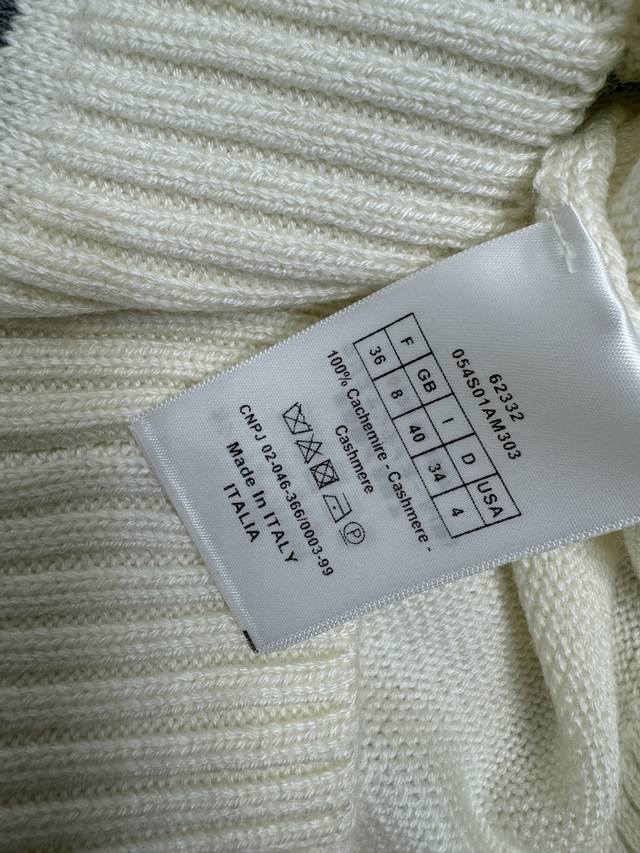 62332
054S01AM303
F GB I D USA
36 8 40 34 4
100% Cachemire - Cashmere -
Cashmere
P
CNPJ 02-046-366/0003-99
Made In ITALY
ITALIA